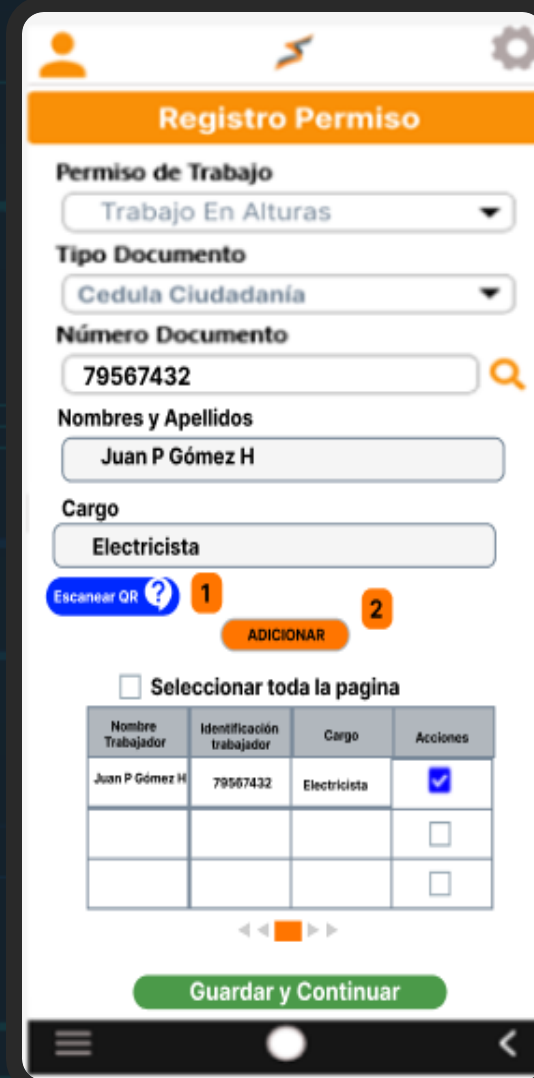 Registro Permiso
Permiso de Trabajo
Trabajo En Alturas
Tipo Documento
Cedula Ciudadanía
Número Documento
79567432
Nombres y Apellidos
Juan P Gómez H
Cargo
Electricista
Escanear QR ? 1
2
ADICIONAR
Seleccionar toda la pagina
Nombre Trabajador Identificación trabajador Cargo Acciones
Juan P Gómez H 79567432 Electricista
Guardar y Continuar